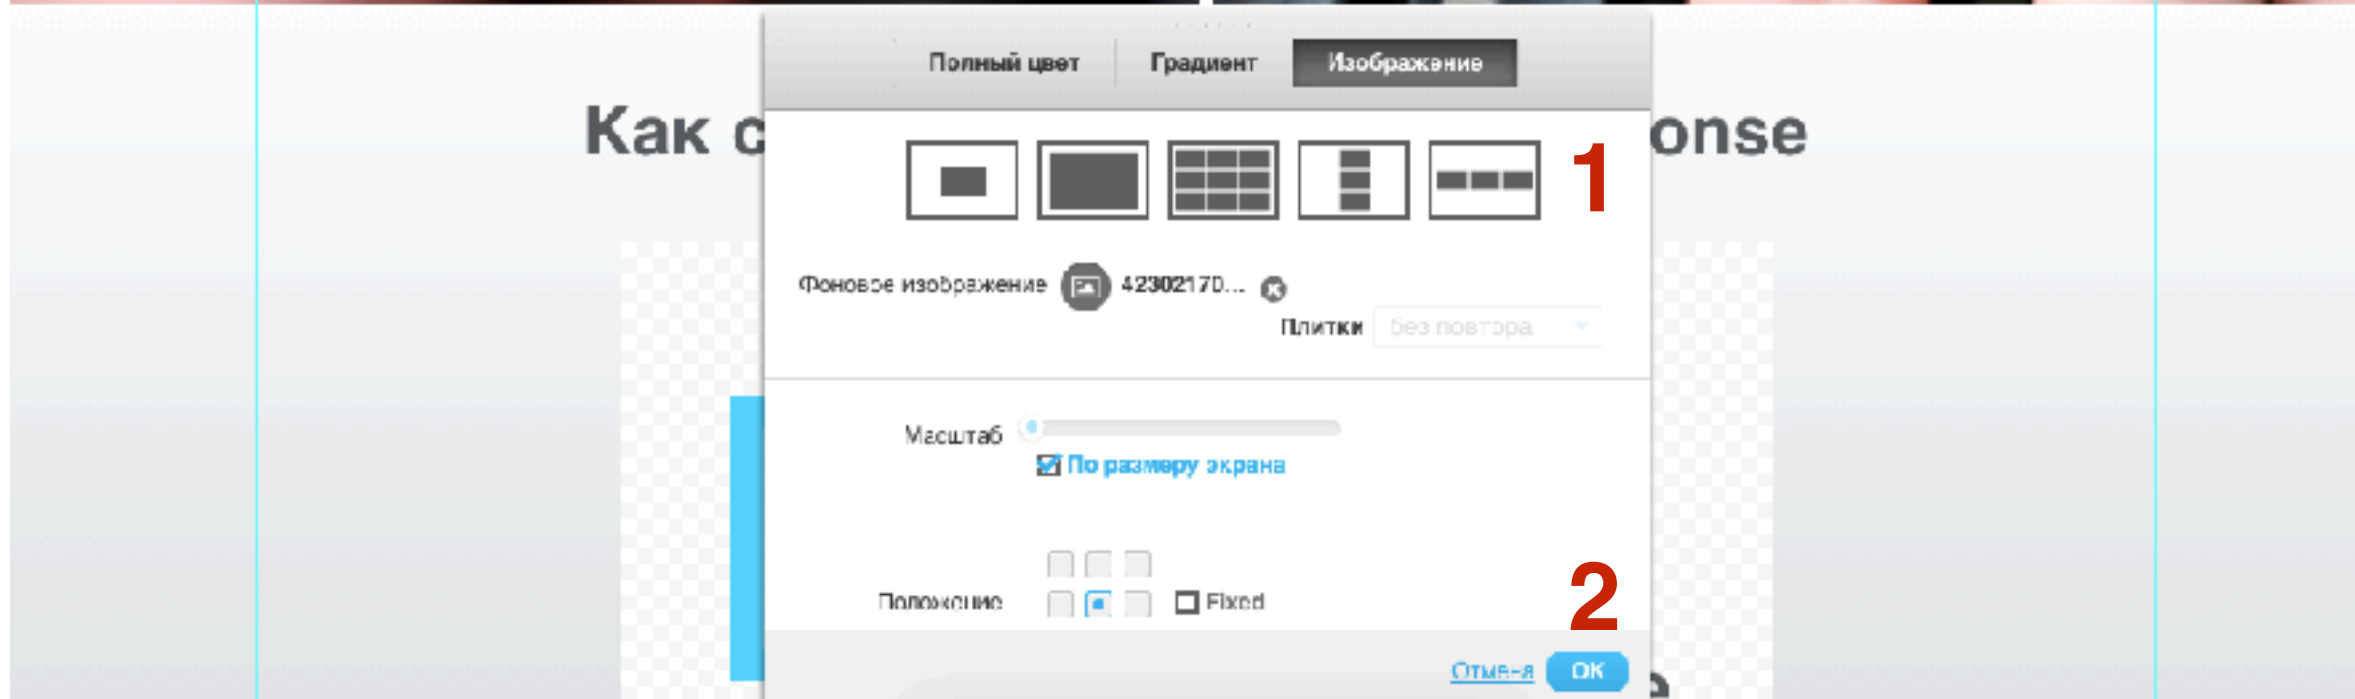 Полный цвет Градиент Изображение
Как с
onse
1
Фоновое изображение 42302170...
Плитки без повтора
Масштаб
По размеру экрана
Положение Fixed
2
Отмена OK